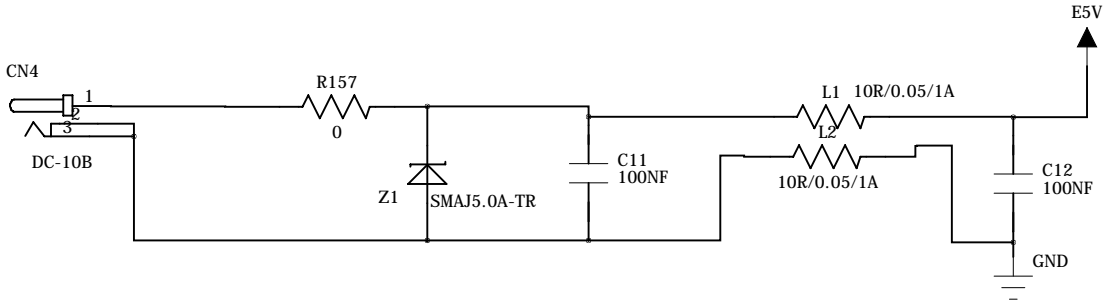 E5V
CN4
1
2
3
DC-10B
R157
0
Z1
SMAJ5.0A-TR
C11
100NF
L1
10R/0.05/1A
L2
10R/0.05/1A
C12
100NF
GND